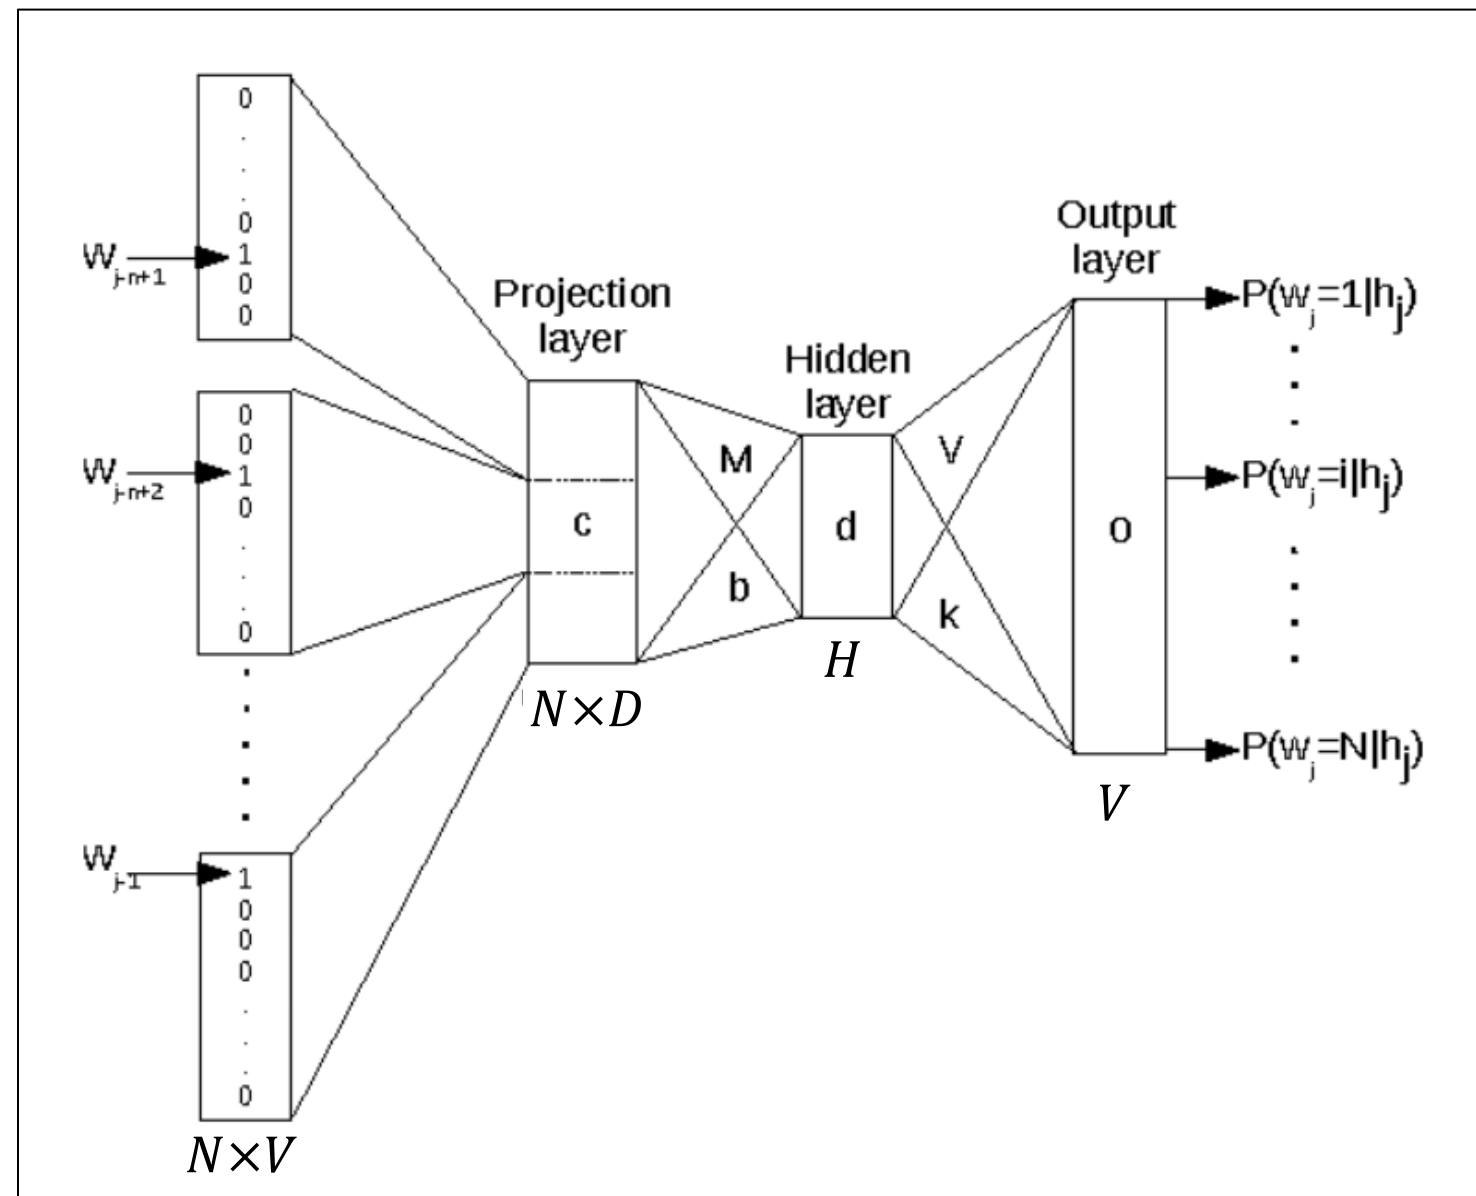 0
.
.
.
0
W_{j-n+1}
1
0
0
0
0
W_{j-n+2}
1
0
.
.
.
0
.
.
.
.
.
W_{j-1}
1
0
0
0
.
.
.
0
N×V
Projection
layer
c
N×D
M
b
Hidden
layer
d
H
V
k
Output
layer
o
V
P(w_j=1|h_j)
.
.
.
P(w_j=i|h_j)
.
.
.
.
P(w_j=N|h_j)